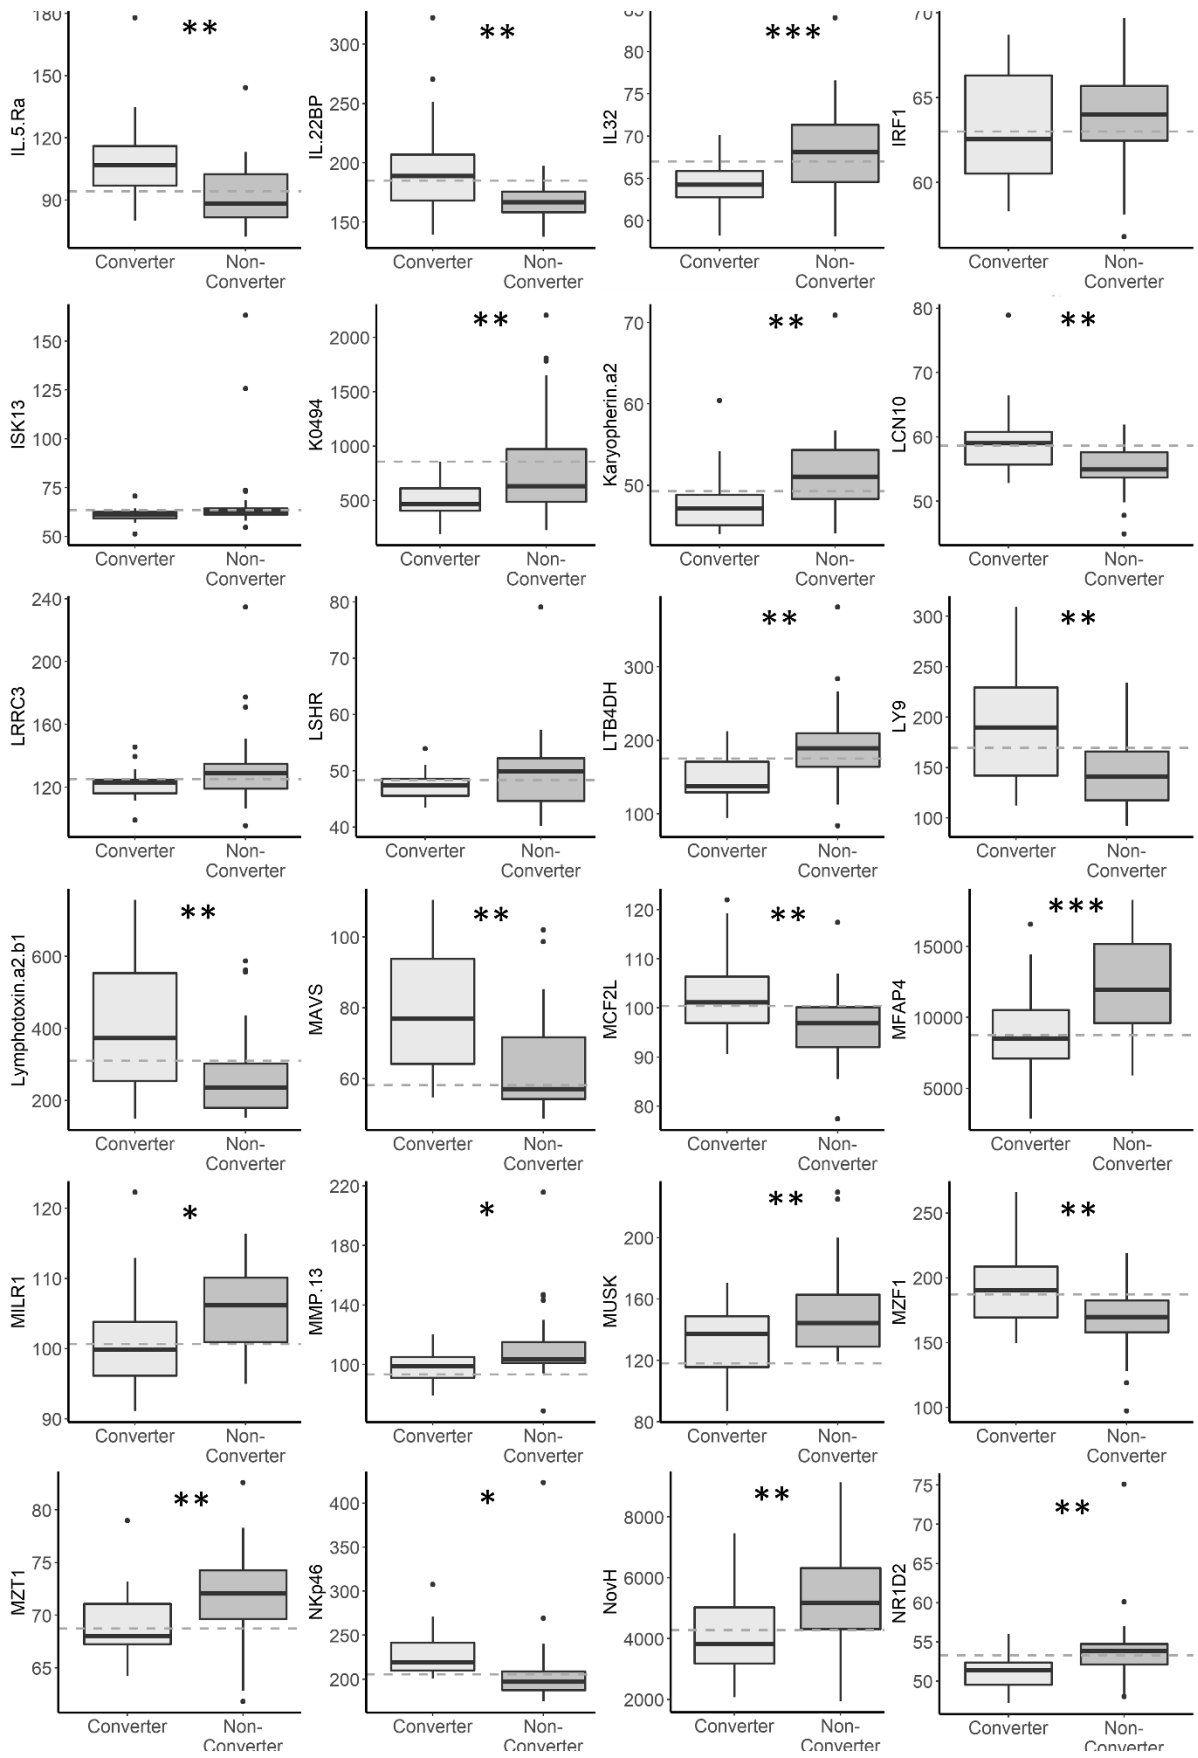 180
150
120
90
IL.5.Ra
**
Converter
Non-
Converter
300
250
200
150
IL.22BP
**
Converter
Non-
Converter
85
80
75
70
65
60
IL32
***
Converter
Non-
Converter
70
65
60
IRF1
Converter
Non-
Converter
150
125
63
75
50
ISK13
Converter
Non-
Converter
2000
1500
1000
500
K0494
**
Converter
Non-
Converter
70
60
50
Karyopherin.a2
**
Converter
Non-
Converter
80
70
60
50
LCN10
**
Converter
Non-
Converter
240
200
160
120
LRRC3
Converter
Non-
Converter
80
70
60
50
40
LSHR
Converter
Non-
Converter
300
200
100
LTB4DH
**
Converter
Non-
Converter
300
250
200
150
100
LY9
**
Converter
Non-
Converter
600
400
300
200
Lymphotoxin.a2.b1
**
Converter
Non-
Converter
100
80
60
MAVS
**
Converter
Non-
Converter
120
110
100
90
80
MCF2L
**
Converter
Non-
Converter
15000
10000
5000
MFAP4
***
Converter
Non-
Converter
120
110
100
90
MILR1
*
Converter
Non-
Converter
220
180
140
100
MMP.13
*
Converter
Non-
Converter
200
160
120
80
MUSK
**
Converter
Non-
Converter
250
200
150
100
MZF1
**
Converter
Non-
Converter
80
75
70
65
MZT1
**
Converter
Non-
Converter
400
350
300
250
200
NKp46
*
Converter
Non-
Converter
8000
6000
4000
2000
NovH
**
Converter
Non-
Converter
75
70
65
60
55
50
NR1D2
**
Converter
Non-
Converter